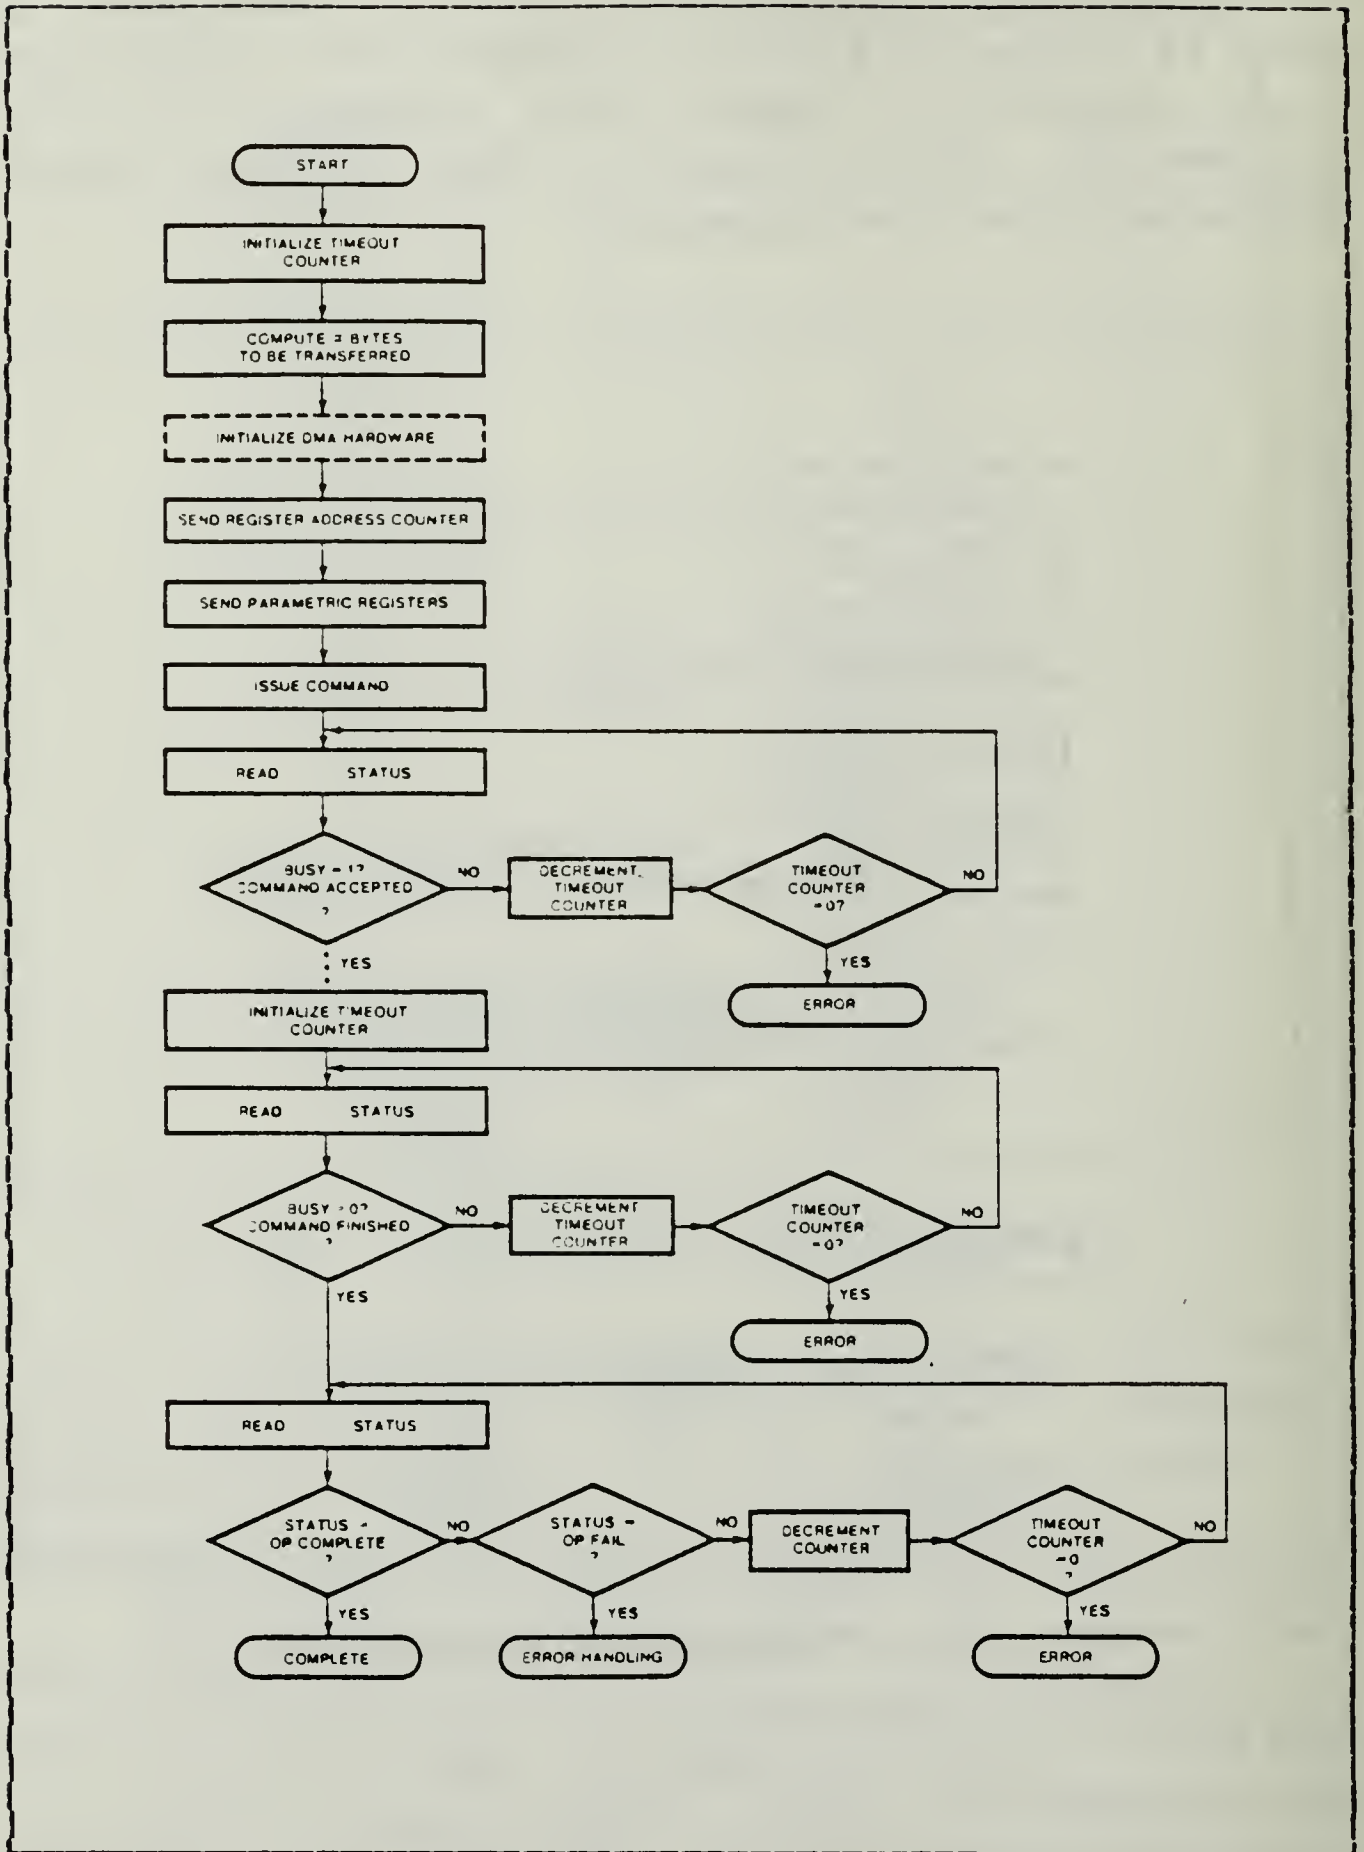 START
INITIALIZE TIMEOUT
COUNTER
COMPUTE # BYTES
TO BE TRANSFERRED
INITIALIZE DMA HARDWARE
SEND REGISTER ADDRESS COUNTER
SEND PARAMETRIC REGISTERS
ISSUE COMMAND
READ STATUS
BUSY = 1?
COMMAND ACCEPTED
?
NO
DECREMENT
TIMEOUT
COUNTER
TIMEOUT
COUNTER
= 0?
NO
YES
YES
ERROR
INITIALIZE TIMEOUT
COUNTER
READ STATUS
BUSY = 0?
COMMAND FINISHED
?
NO
DECREMENT
TIMEOUT
COUNTER
TIMEOUT
COUNTER
= 0?
NO
YES
YES
ERROR
READ STATUS
STATUS =
OP COMPLETE
?
NO
STATUS =
OP FAIL
?
NO
DECREMENT
COUNTER
TIMEOUT
COUNTER
= 0
?
NO
YES
YES
YES
COMPLETE
ERROR HANDLING
ERROR